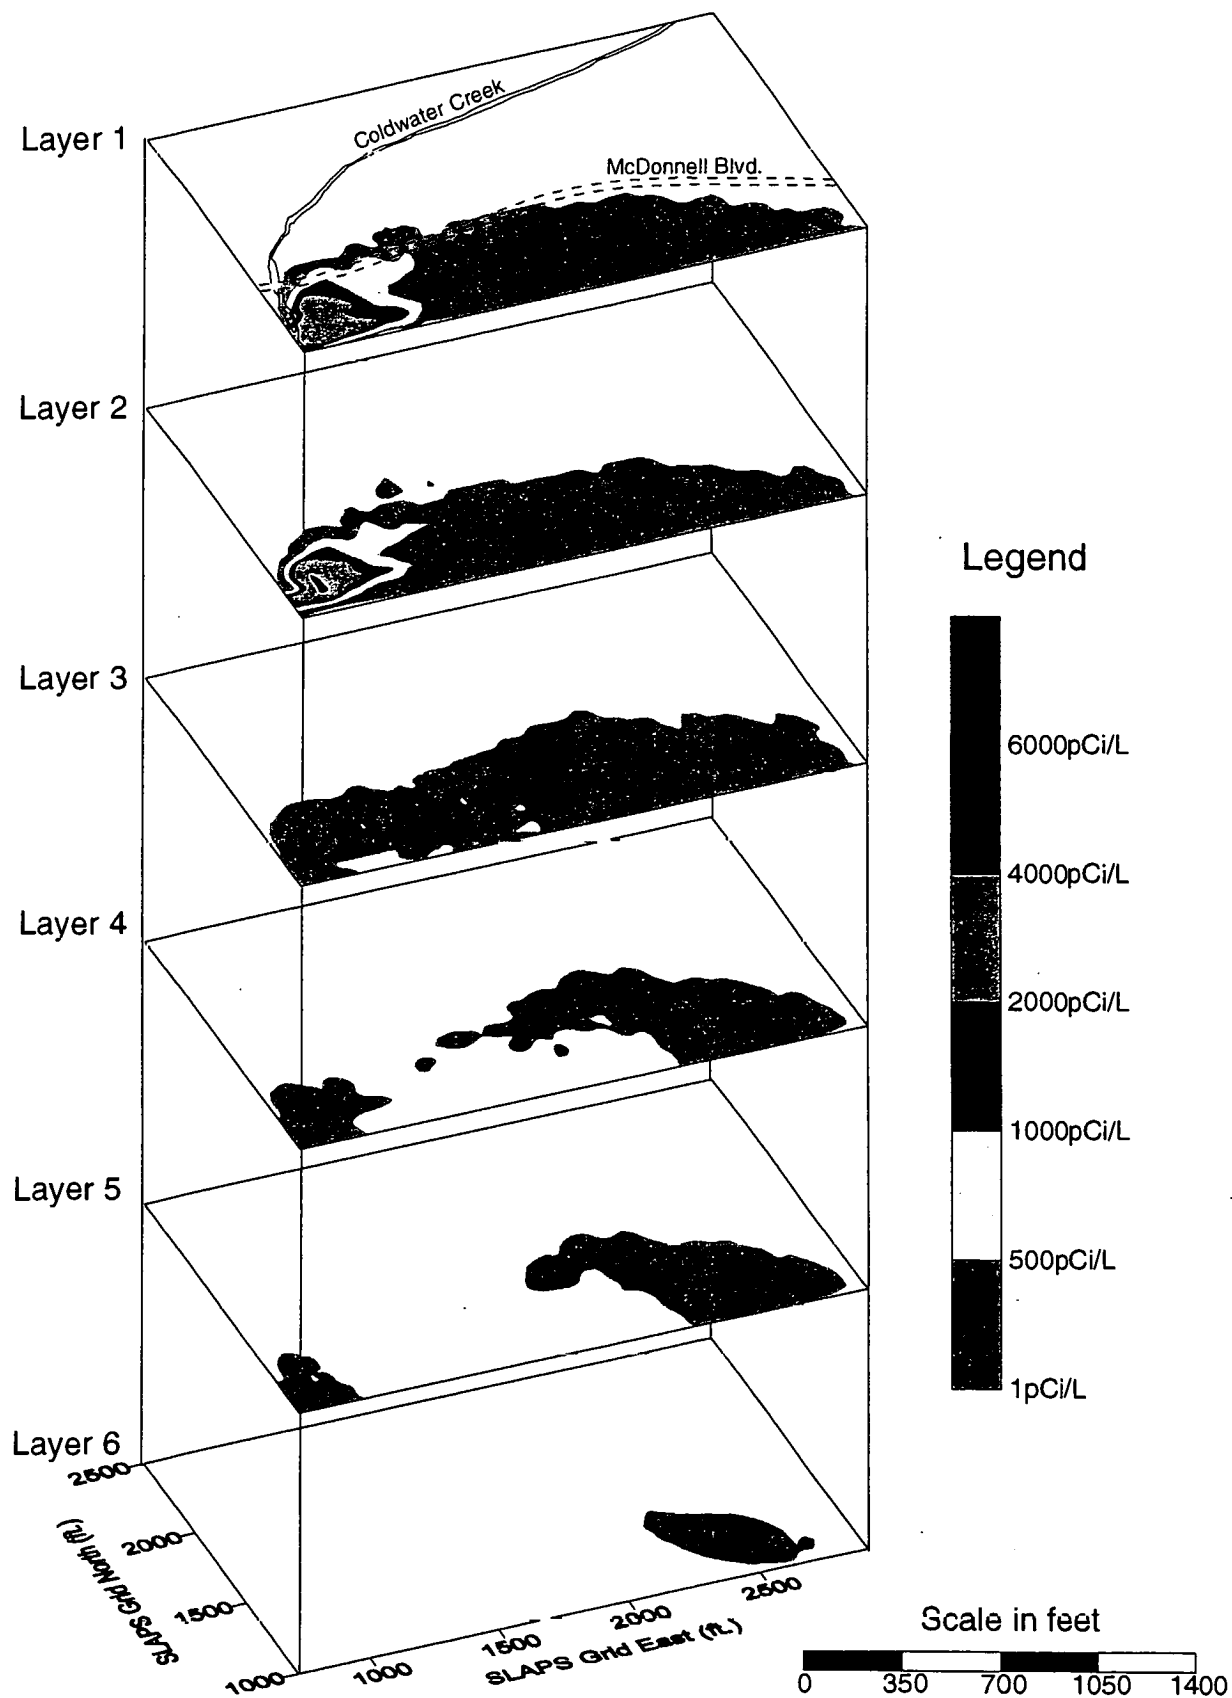 Layer 1
Coldwater Creek
McDonnell Blvd.
Layer 2
Layer 3
Layer 4
Layer 5
Layer 6
Legend
6000pCi/L
4000pCi/L
2000pCi/L
1000pCi/L
500pCi/L
1pCi/L
2500
2000
1500
1000
SLAPS Grid North (ft.)
1000
1500
2000
2500
SLAPS Grid East (ft.)
Scale in feet
0 350 700 1050 1400